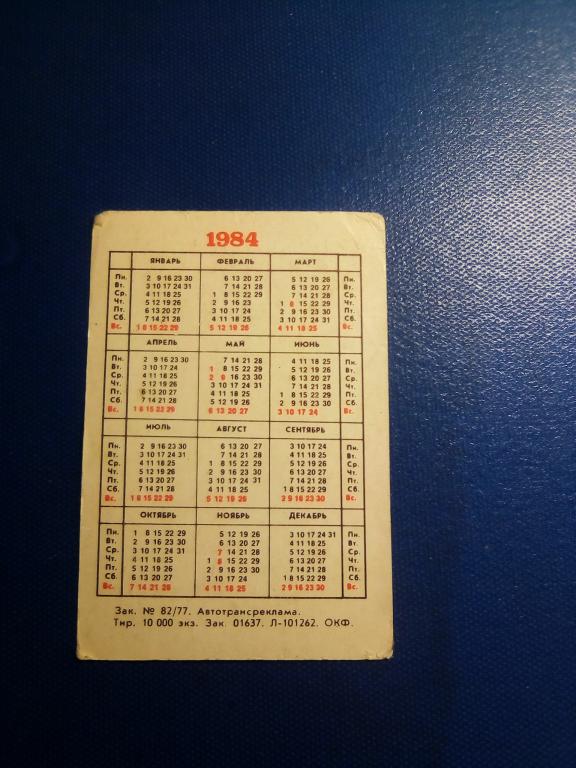 1984
ЯНВАРЬ ФЕВРАЛЬ МАРТ
Пн. 2 9 16 23 30 6 13 20 27 5 12 19 26 Пн.
Вт. 3 10 17 24 31 7 14 21 28 6 13 20 27 Вт.
Ср. 4 11 18 25 1 8 15 22 29 7 14 21 28 Ср.
Чт. 5 12 19 26 2 9 16 23 1 8 15 22 29 Чт.
Пт. 6 13 20 27 3 10 17 24 2 9 16 23 30 Пт.
Сб. 7 14 21 28 4 11 18 25 3 10 17 24 31 Сб.
Вс. 1 8 15 22 29 5 12 19 26 4 11 18 25 Вс.
АПРЕЛЬ МАЙ ИЮНЬ
Пн. 2 9 16 23 30 7 14 21 28 4 11 18 25 Пн.
Вт. 3 10 17 24 1 8 15 22 29 5 12 19 26 Вт.
Ср. 4 11 18 25 2 9 16 23 30 6 13 20 27 Ср.
Чт. 5 12 19 26 3 10 17 24 31 7 14 21 28 Чт.
Пт. 6 13 20 27 4 11 18 25 1 8 15 22 29 Пт.
Сб. 7 14 21 28 5 12 19 26 2 9 16 23 30 Сб.
Вс. 1 8 15 22 29 6 13 20 27 3 10 17 24 Вс.
ИЮЛЬ АВГУСТ СЕНТЯБРЬ
Пн. 2 9 16 23 30 6 13 20 27 3 10 17 24 Пн.
Вт. 3 10 17 24 31 7 14 21 28 4 11 18 25 Вт.
Ср. 4 11 18 25 1 8 15 22 29 5 12 19 26 Ср.
Чт. 5 12 19 26 2 9 16 23 30 6 13 20 27 Чт.
Пт. 6 13 20 27 3 10 17 24 31 7 14 21 28 Пт.
Сб. 7 14 21 28 4 11 18 25 1 8 15 22 29 Сб.
Вс. 1 8 15 22 29 5 12 19 26 2 9 16 23 30 Вс.
ОКТЯБРЬ НОЯБРЬ ДЕКАБРЬ
Пн. 1 8 15 22 29 5 12 19 26 3 10 17 24 31 Пн.
Вт. 2 9 16 23 30 6 13 20 27 4 11 18 25 Вт.
Ср. 3 10 17 24 31 7 14 21 28 5 12 19 26 Ср.
Чт. 4 11 18 25 1 8 15 22 29 6 13 20 27 Чт.
Пт. 5 12 19 26 2 9 16 23 30 7 14 21 28 Пт.
Сб. 6 13 20 27 3 10 17 24 1 8 15 22 29 Сб.
Вс. 7 14 21 28 4 11 18 25 2 9 16 23 30 Вс.
Зак. № 82/77. Автотрансреклама.
Тир. 10 000 экз. Зак. 01637. Л-101262. ОКФ.